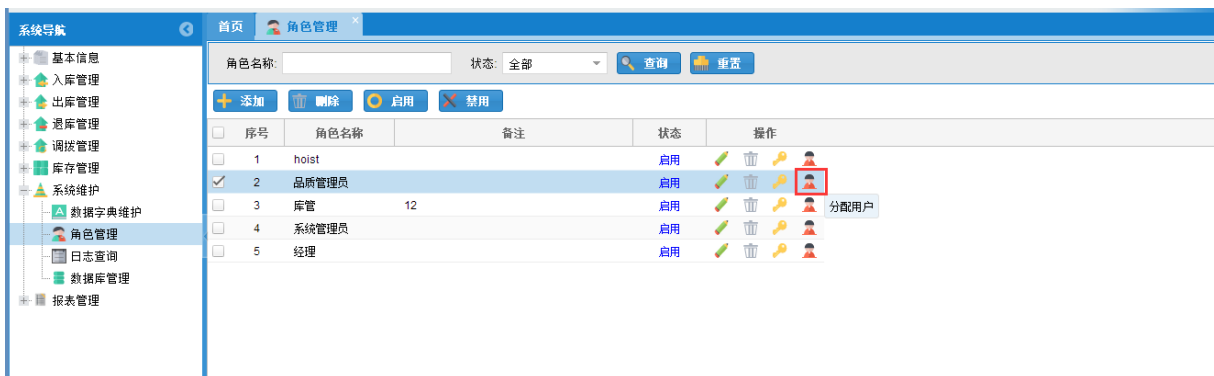 系统导航
首页 角色管理
基本信息
入库管理
出库管理
退库管理
调拨管理
库存管理
系统维护
A 数据字典维护
角色管理
日志查询
数据库管理
报表管理
角色名称: 状态: 全部 查询 重置
添加 删除 启用 禁用
序号 角色名称 备注 状态 操作
1 hoist 启用
2 品质管理员 启用
3 库管 12 启用
分配用户
4 系统管理员 启用
5 经理 启用